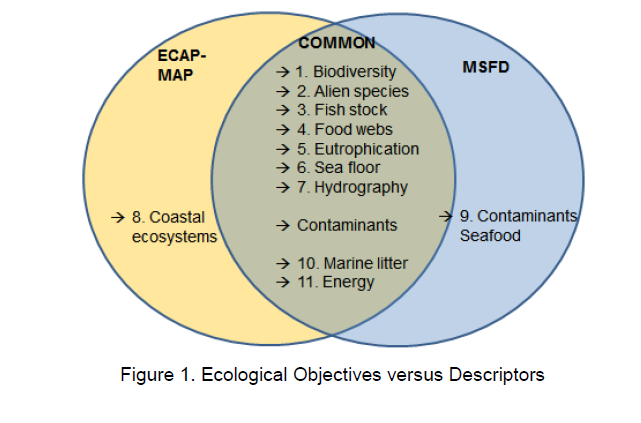 ECAP-
MAP
→ 8. Coastal
ecosystems
COMMON
→ 1. Biodiversity
→ 2. Alien species
→ 3. Fish stock
→ 4. Food webs
→ 5. Eutrophication
→ 6. Sea floor
→ 7. Hydrography
→ Contaminants
→ 10. Marine litter
→ 11. Energy
MSFD
→ 9. Contaminants
Seafood
Figure 1. Ecological Objectives versus Descriptors